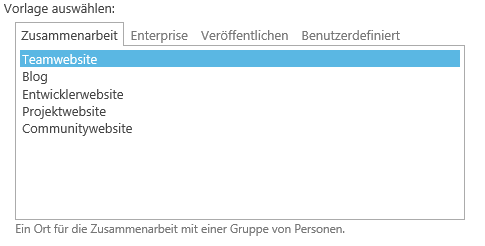 Vorlage auswählen:
Zusammenarbeit Enterprise Veröffentlichen Benutzerdefiniert
Teamwebsite
Blog
Entwicklerwebsite
Projektwebsite
Communitywebsite
Ein Ort für die Zusammenarbeit mit einer Gruppe von Personen.